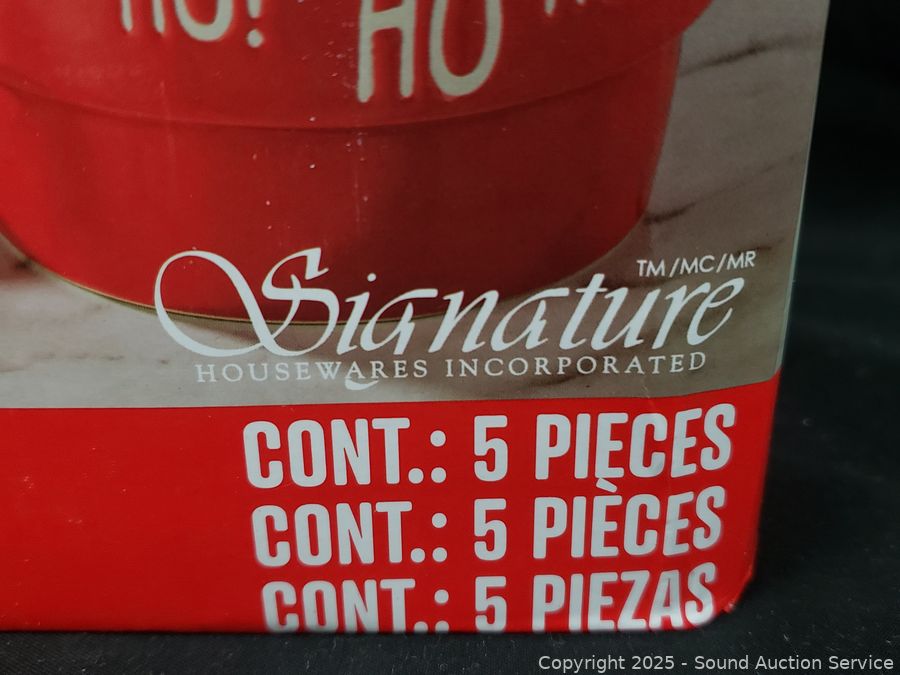 HO! HO
Signature
TM/MC/MR
HOUSEWARES INCORPORATED
CONT.: 5 PIECES
CONT.: 5 PIÈCES
CONT.: 5 PIEZAS
Copyright 2025 - Sound Auction Service